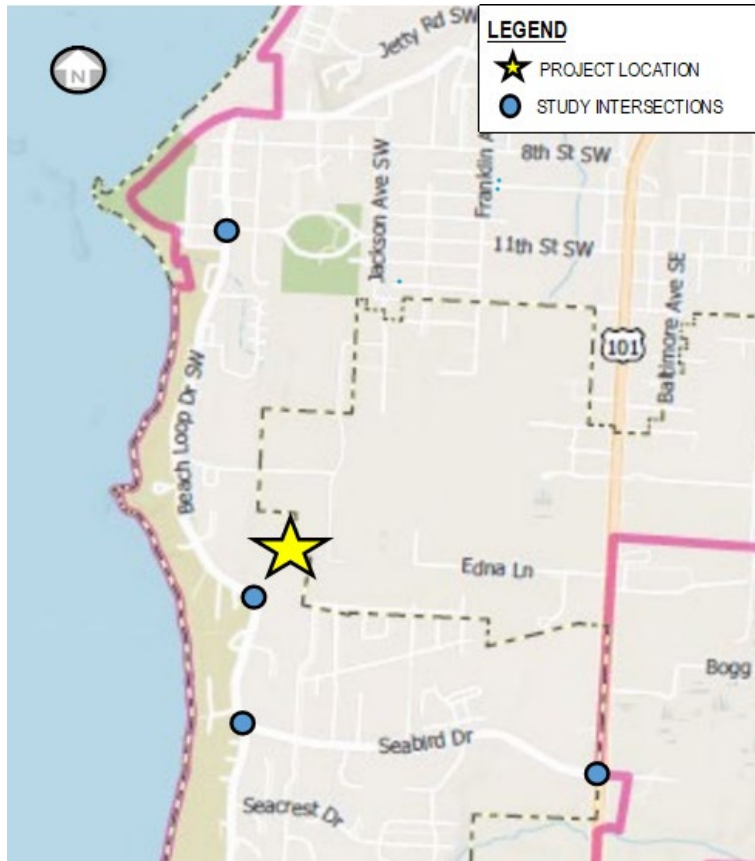 LEGEND
PROJECT LOCATION
STUDY INTERSECTIONS
N
Jetty Rd SW
8th St SW
Franklin A
Jackson Ave SW
11th St SW
Baltimore Ave SE
101
Beach Loop Dr SW
Edna Ln
Bogg
Seabird Dr
Seacrest Dr